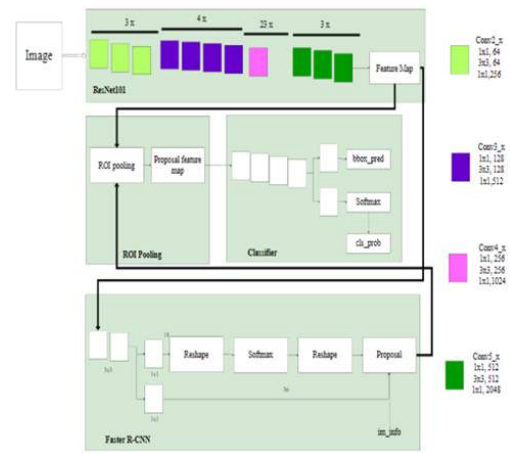 3 x
4 x
23 x
3 x
Image
Feature Map
ResNet101
Conv2_x
1x1, 64
3x3, 64
1x1,256
ROI pooling
Proposal feature
map
bbox_pred
Softmax
cls_prob
ROI Pooling
Classifier
Conv3_x
1x1, 128
3x3, 128
1x1,512
Conv4_x
1x1, 256
3x3, 256
1x1,1024
18
Reshape
Softmax
Reshape
Proposal
3x3
1x1
36
1x1
im_info
Faster R-CNN
Conv5_x
1x1, 512
3x3, 512
1x1, 2048